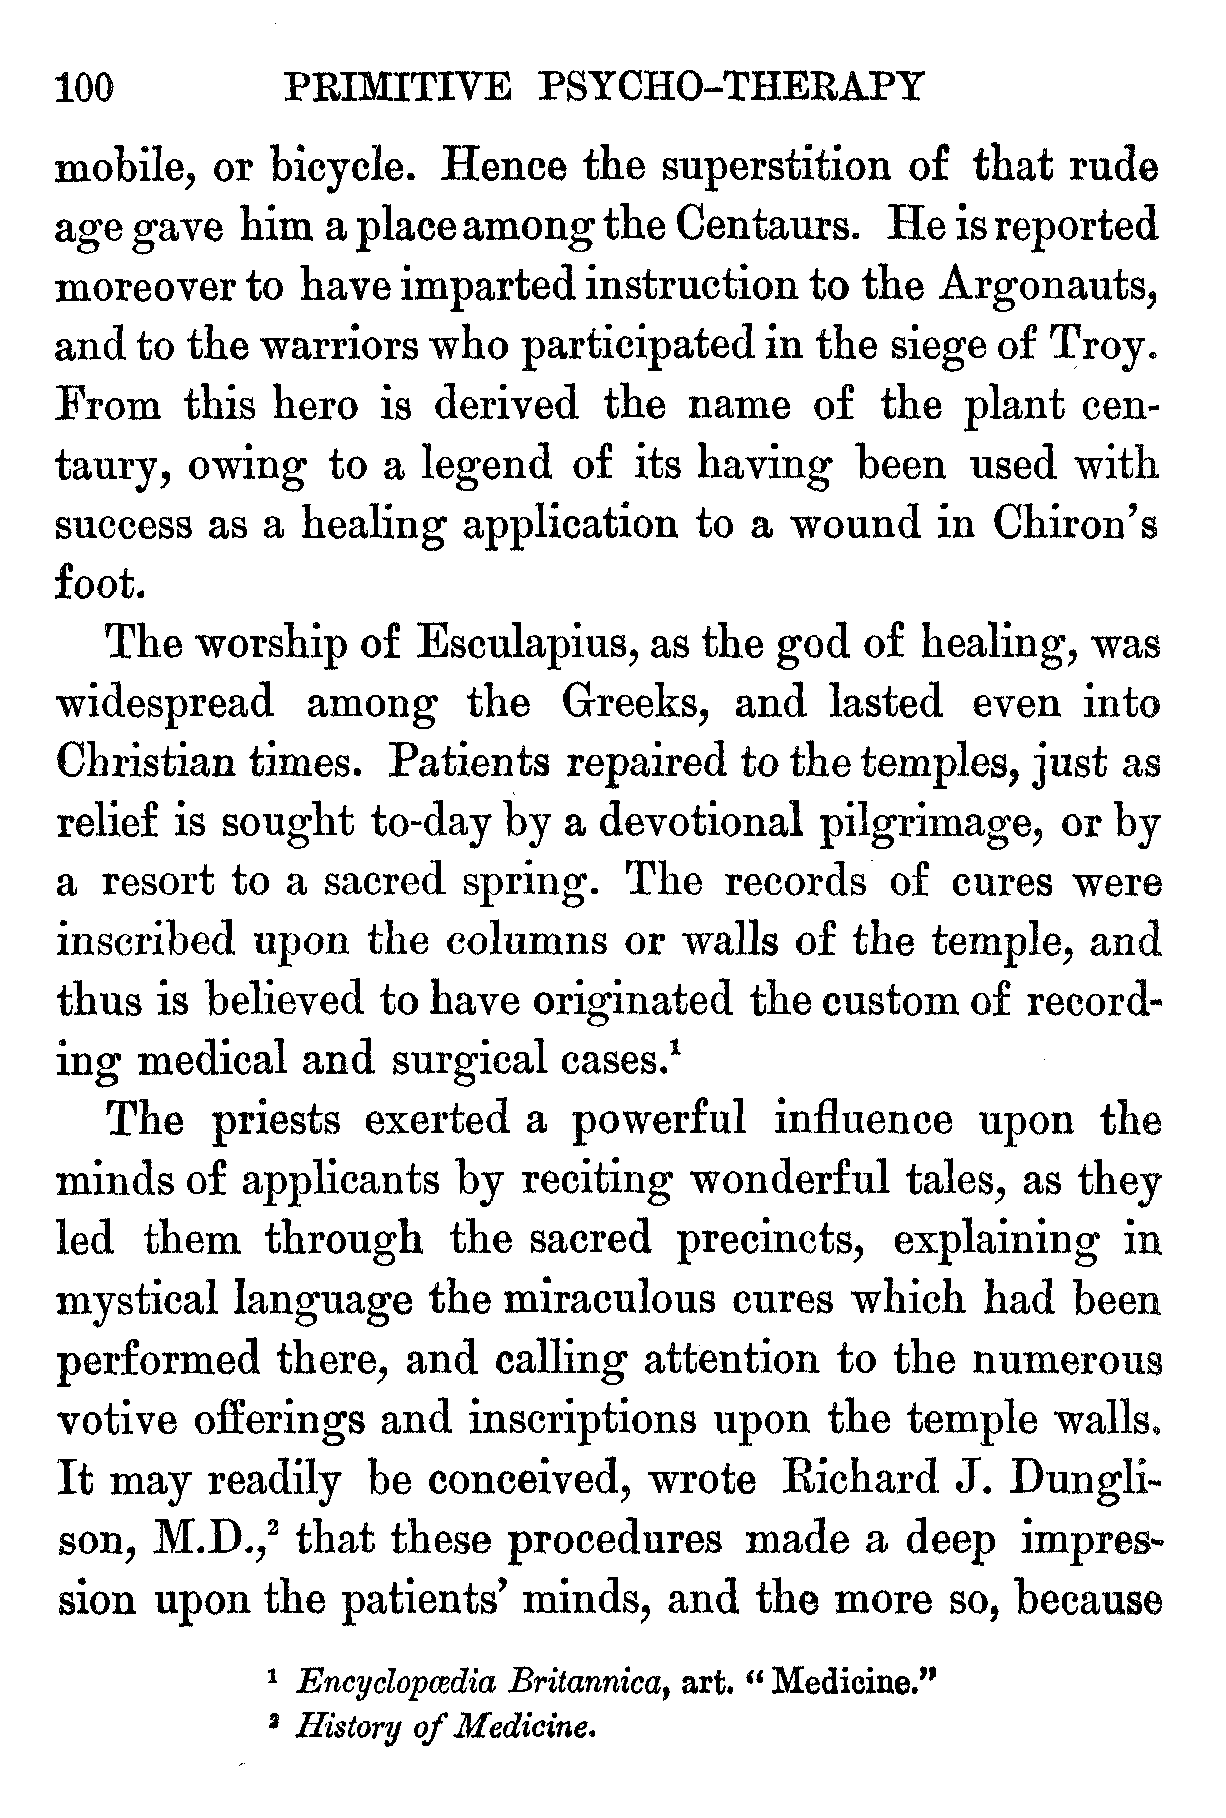 100 PRIMITIVE PSYCHO-THERAPY
mobile, or bicycle. Hence the superstition of that rude
age gave him a place among the Centaurs. He is reported
moreover to have imparted instruction to the Argonauts,
and to the warriors who participated in the siege of Troy.
From this hero is derived the name of the plant cen-
taury, owing to a legend of its having been used with
success as a healing application to a wound in Chiron's
foot.
The worship of Esculapius, as the god of healing, was
widespread among the Greeks, and lasted even into
Christian times. Patients repaired to the temples, just as
relief is sought to-day by a devotional pilgrimage, or by
a resort to a sacred spring. The records of cures were
inscribed upon the columns or walls of the temple, and
thus is believed to have originated the custom of record-
ing medical and surgical cases.¹
The priests exerted a powerful influence upon the
minds of applicants by reciting wonderful tales, as they
led them through the sacred precincts, explaining in
mystical language the miraculous cures which had been
performed there, and calling attention to the numerous
votive offerings and inscriptions upon the temple walls.
It may readily be conceived, wrote Richard J. Dungli-
son, M.D.,² that these procedures made a deep impres-
sion upon the patients' minds, and the more so, because
¹ Encyclopædia Britannica, art. "Medicine."
² History of Medicine.